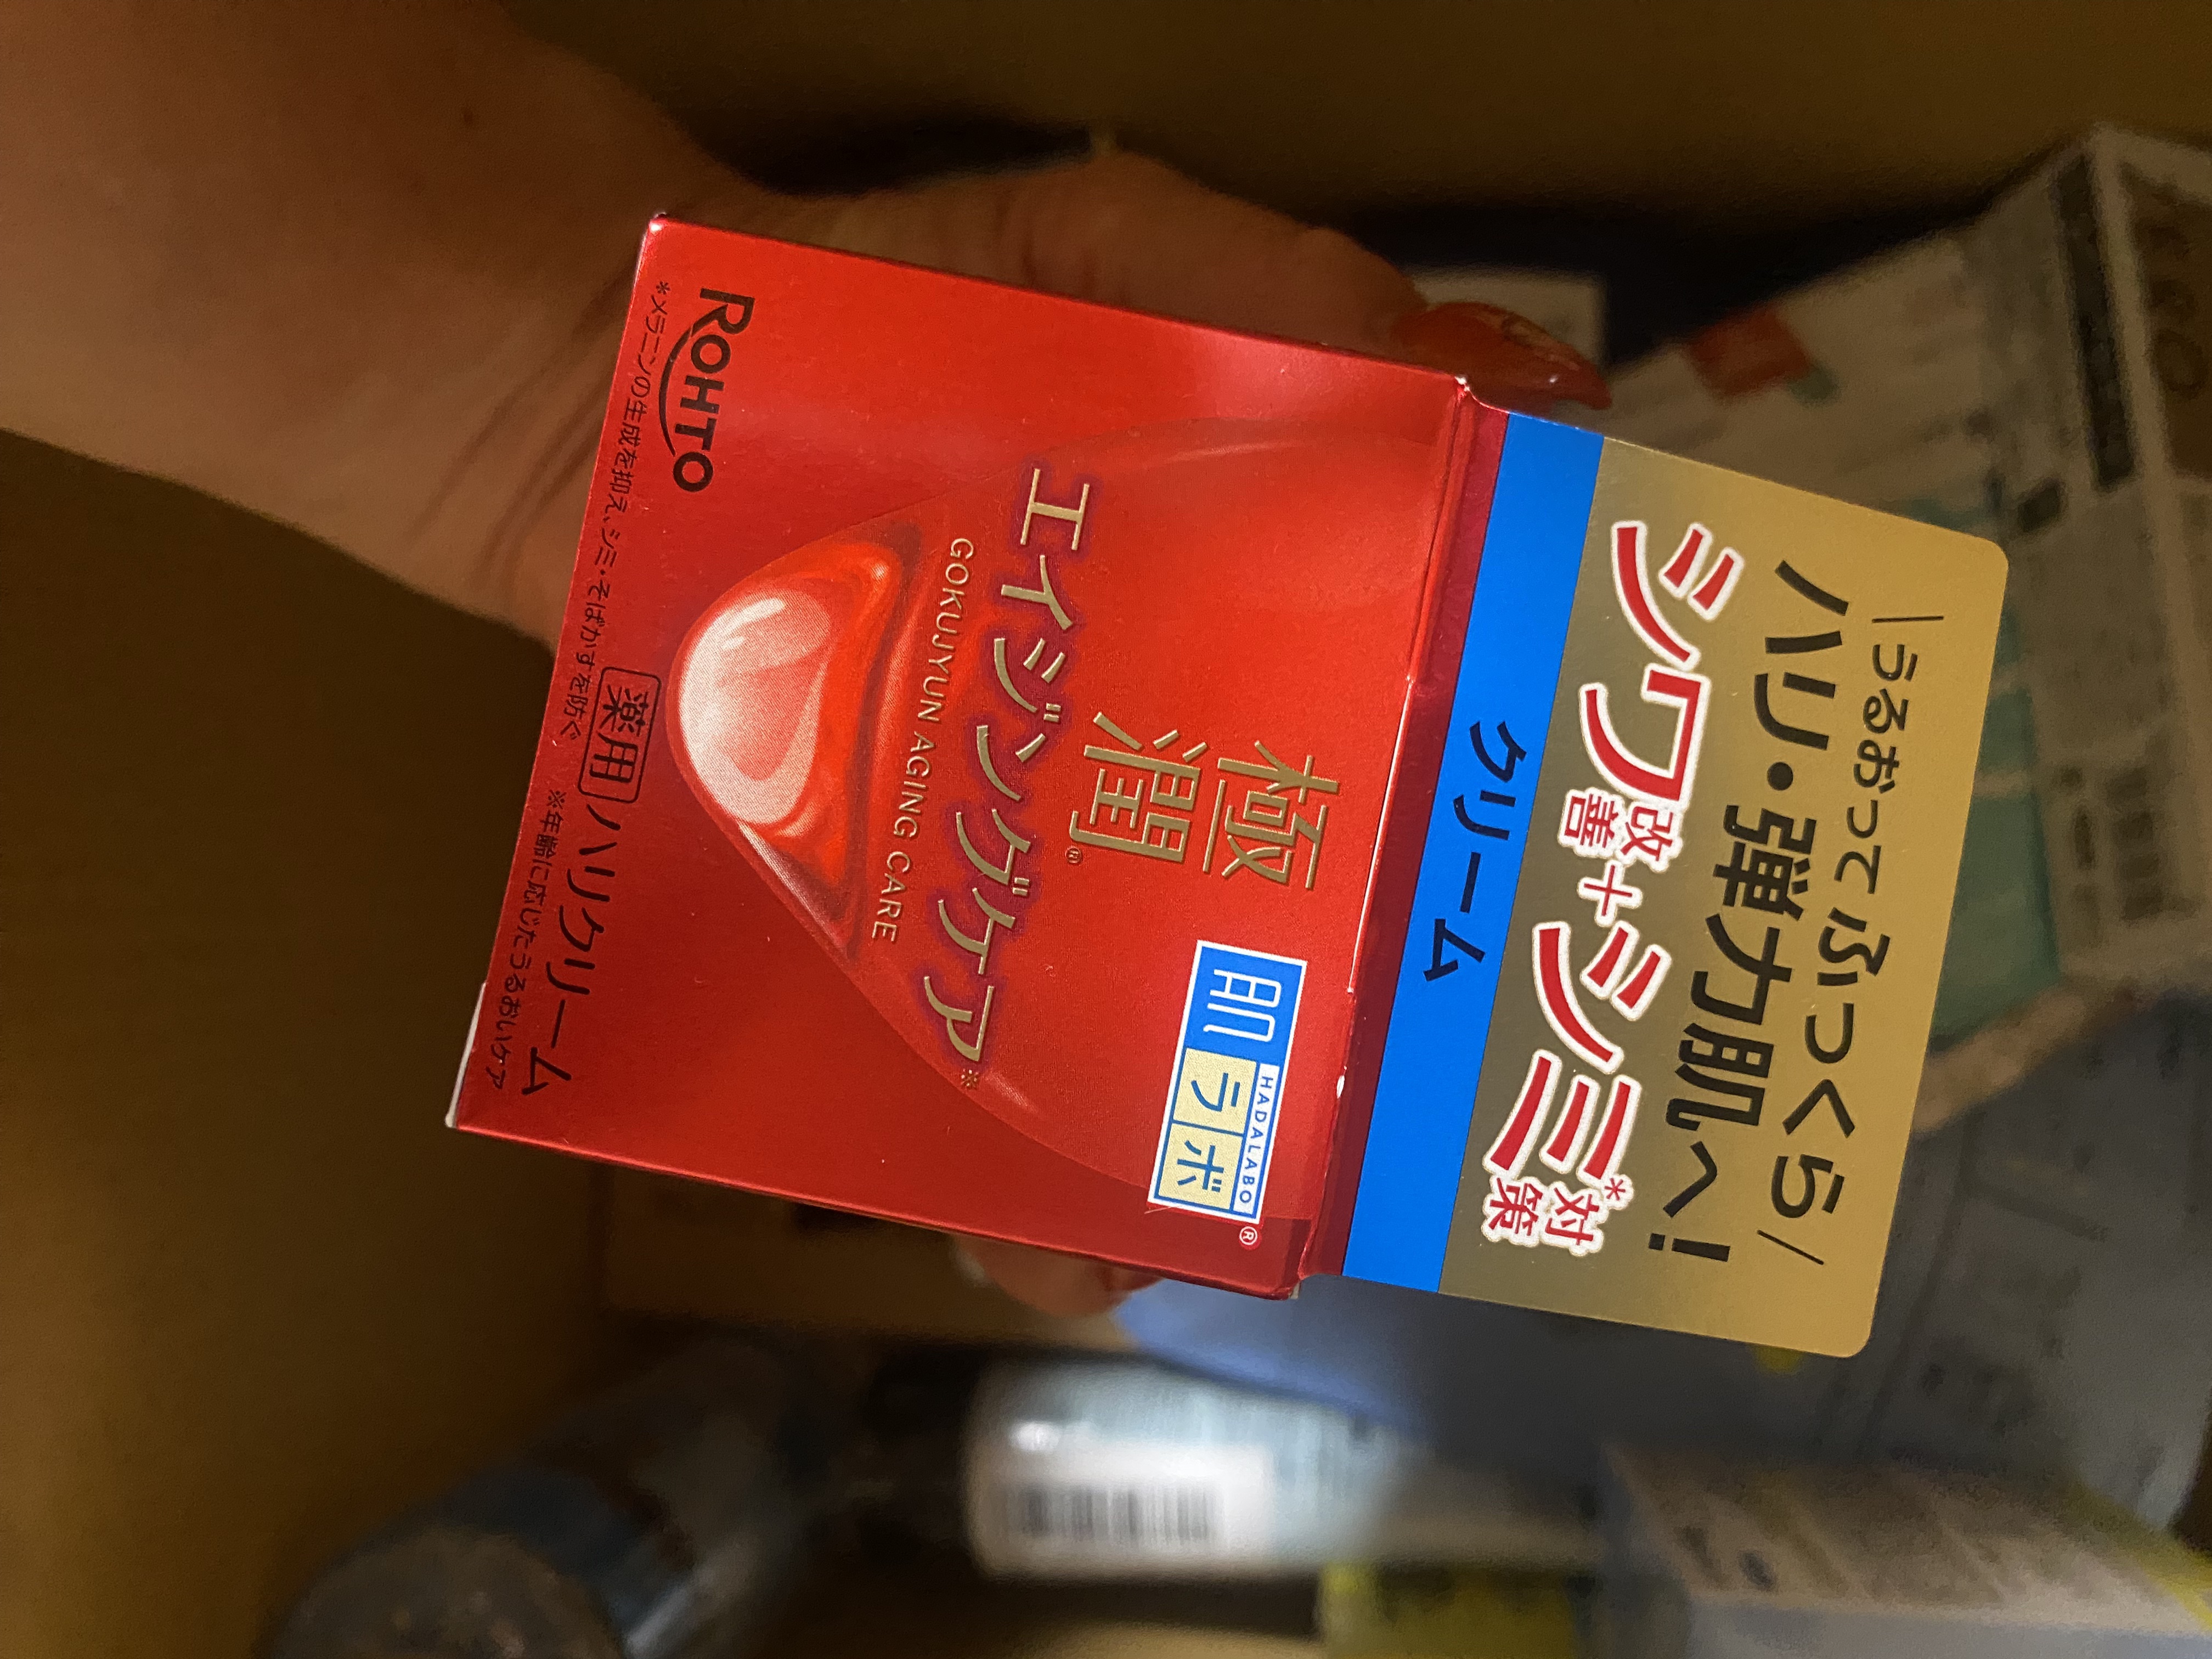 うるおってふっくら
ハリ・弾力肌へ!
シワ改善+シミ*対策
クリーム
肌ラボ®
HADALABO
極潤®
エイジングケア※
GOKUJYUN AGING CARE
薬用 ハリクリーム
※年齢に応じたうるおいケア
ROHTO
*メラニンの生成を抑え、シミ・そばかすを防ぐ